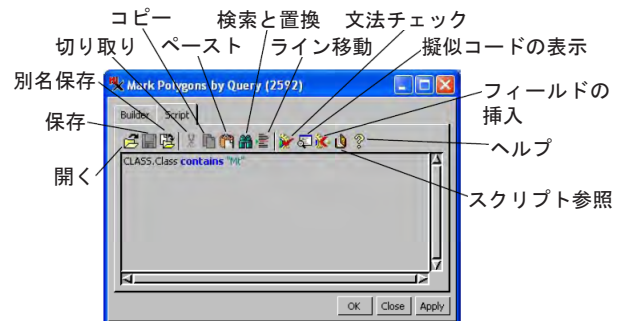 コピー
検索と置換
文法チェック
切り取り
ペースト
ライン移動
擬似コードの表示
別名保存
Mark Polygons by Query (2592)
フィールドの
挿入
保存
Builder
Script
ヘルプ
開く
CLASS.Class contains "Mt"
スクリプト参照
OK
Close
Apply